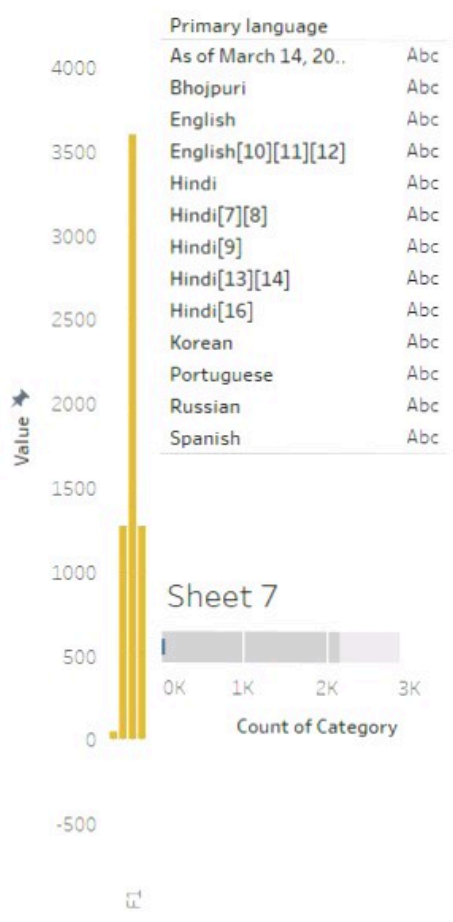 Primary language
As of March 14, 20.. Abc
Bhojpuri Abc
English Abc
English[10][11][12] Abc
Hindi Abc
Hindi[7][8] Abc
Hindi[9] Abc
Hindi[13][14] Abc
Hindi[16] Abc
Korean Abc
Portuguese Abc
Russian Abc
Spanish Abc
4000
3500
3000
2500
2000
1500
1000
500
0
-500
Value
F1
Sheet 7
0K 1K 2K 3K
Count of Category